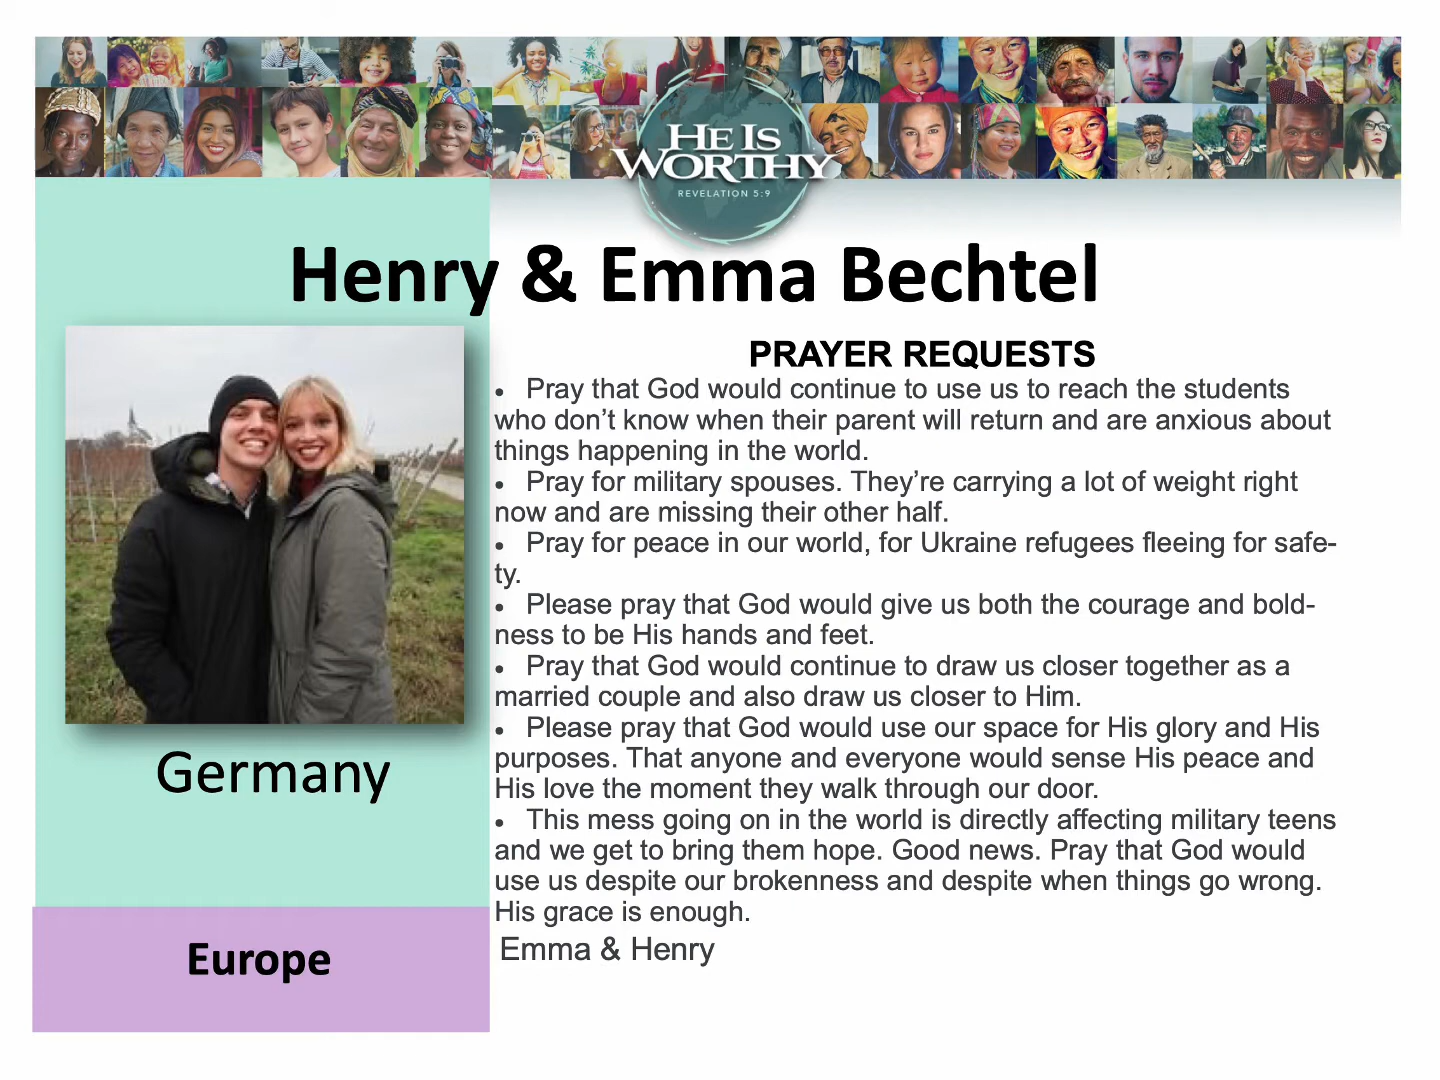 HE IS
WORTHY
REVELATION 5:9
Henry & Emma Bechtel
PRAYER REQUESTS
• Pray that God would continue to use us to reach the students
who don’t know when their parent will return and are anxious about
things happening in the world.
• Pray for military spouses. They’re carrying a lot of weight right
now and are missing their other half.
• Pray for peace in our world, for Ukraine refugees fleeing for safe-
ty.
• Please pray that God would give us both the courage and bold-
ness to be His hands and feet.
• Pray that God would continue to draw us closer together as a
married couple and also draw us closer to Him.
• Please pray that God would use our space for His glory and His
purposes. That anyone and everyone would sense His peace and
His love the moment they walk through our door.
• This mess going on in the world is directly affecting military teens
and we get to bring them hope. Good news. Pray that God would
use us despite our brokenness and despite when things go wrong.
His grace is enough.
Emma & Henry
Germany
Europe